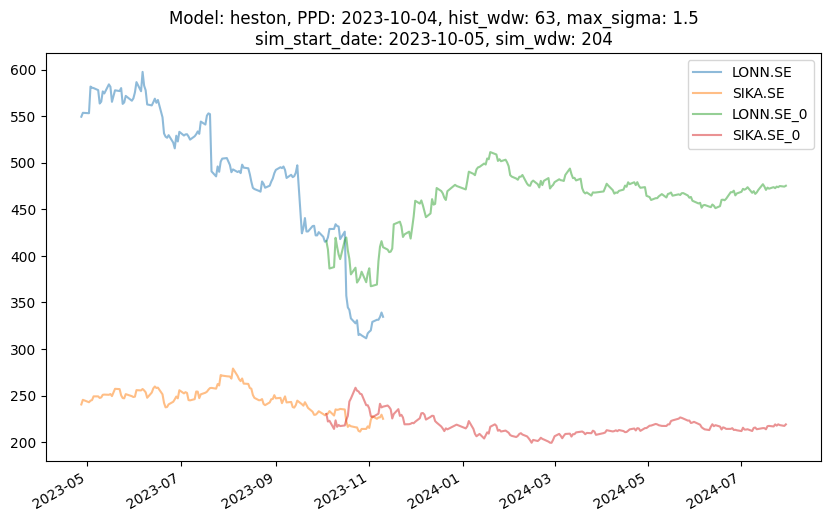 Model: heston, PPD: 2023-10-04, hist_wdw: 63, max_sigma: 1.5
sim_start_date: 2023-10-05, sim_wdw: 204
LONN.SE
SIKA.SE
LONN.SE_0
SIKA.SE_0
600
550
500
450
400
350
300
250
200
2023-05
2023-07
2023-09
2023-11
2024-01
2024-03
2024-05
2024-07